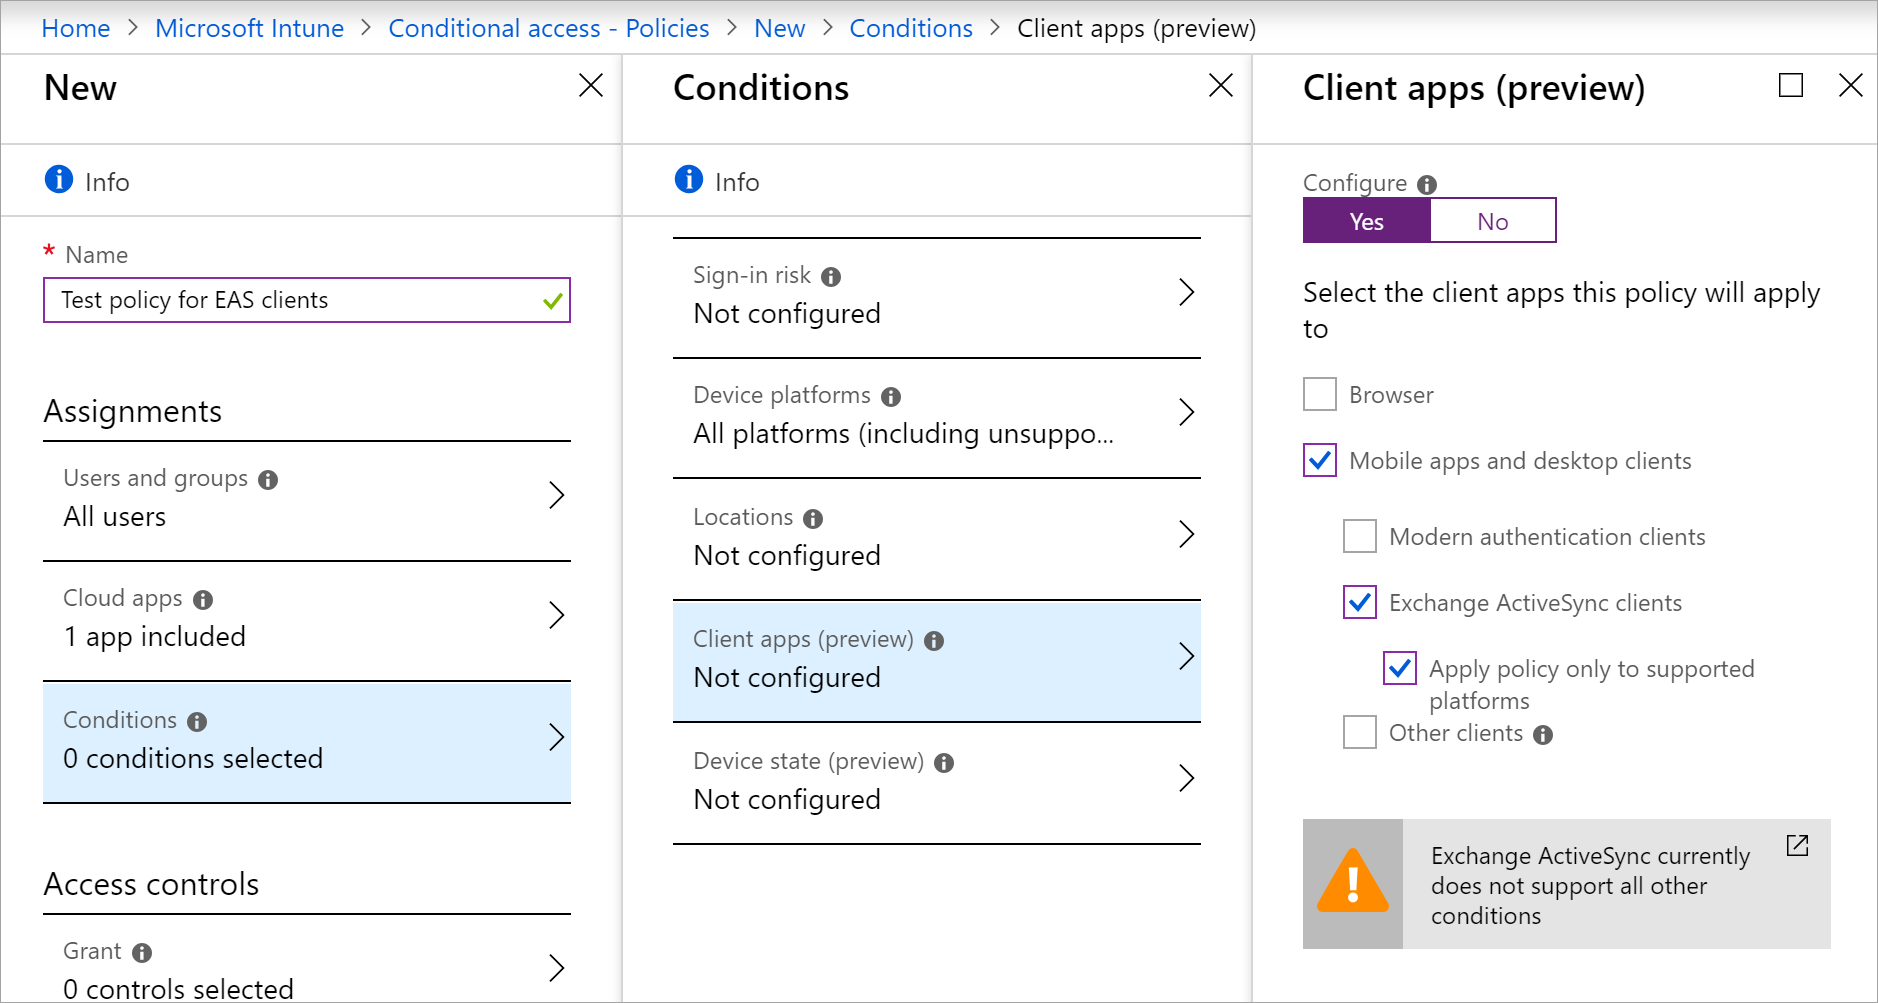 Home > Microsoft Intune > Conditional access - Policies > New > Conditions > Client apps (preview)
New
Info
* Name
Test policy for EAS clients
Assignments
Users and groups
All users
Cloud apps
1 app included
Conditions
0 conditions selected
Access controls
Grant
0 controls selected
Conditions
Info
Sign-in risk
Not configured
Device platforms
All platforms (including unsuppo...
Locations
Not configured
Client apps (preview)
Not configured
Device state (preview)
Not configured
Client apps (preview)
Configure
Yes No
Select the client apps this policy will apply
to
Browser
Mobile apps and desktop clients
Modern authentication clients
Exchange ActiveSync clients
Apply policy only to supported
platforms
Other clients
Exchange ActiveSync currently
does not support all other
conditions